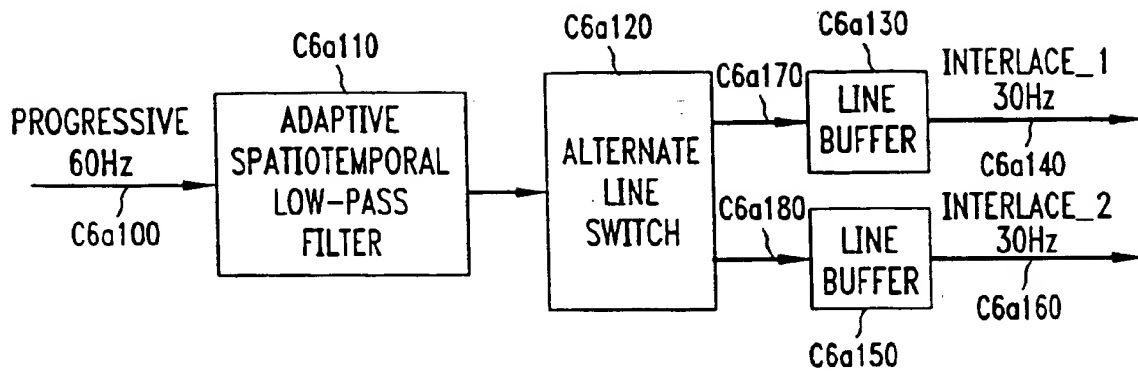 PROGRESSIVE
60Hz
C6a100
C6a110
ADAPTIVE
SPATIOTEMPORAL
LOW-PASS
FILTER
C6a120
ALTERNATE
LINE
SWITCH
C6a170
C6a130
LINE
BUFFER
INTERLACE_1
30Hz
C6a140
C6a180
LINE
BUFFER
C6a150
INTERLACE_2
30Hz
C6a160